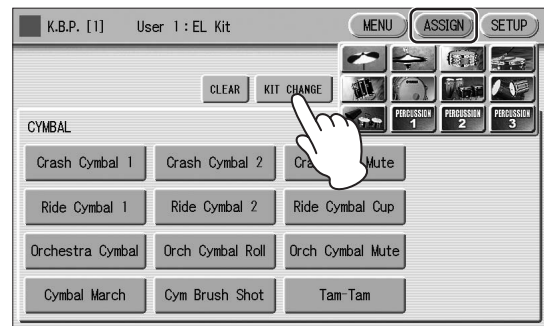 K.B.P. [1] User 1 : EL Kit MENU ASSIGN SETUP
CLEAR KIT CHANGE
PERCUSSION 1 PERCUSSION 2 PERCUSSION 3
CYMBAL
Crash Cymbal 1 Crash Cymbal 2 Mute
Ride Cymbal 1 Ride Cymbal 2 Ride Cymbal Cup
Orchestra Cymbal Orch Cymbal Roll Orch Cymbal Mute
Cymbal March Cym Brush Shot Tam-Tam